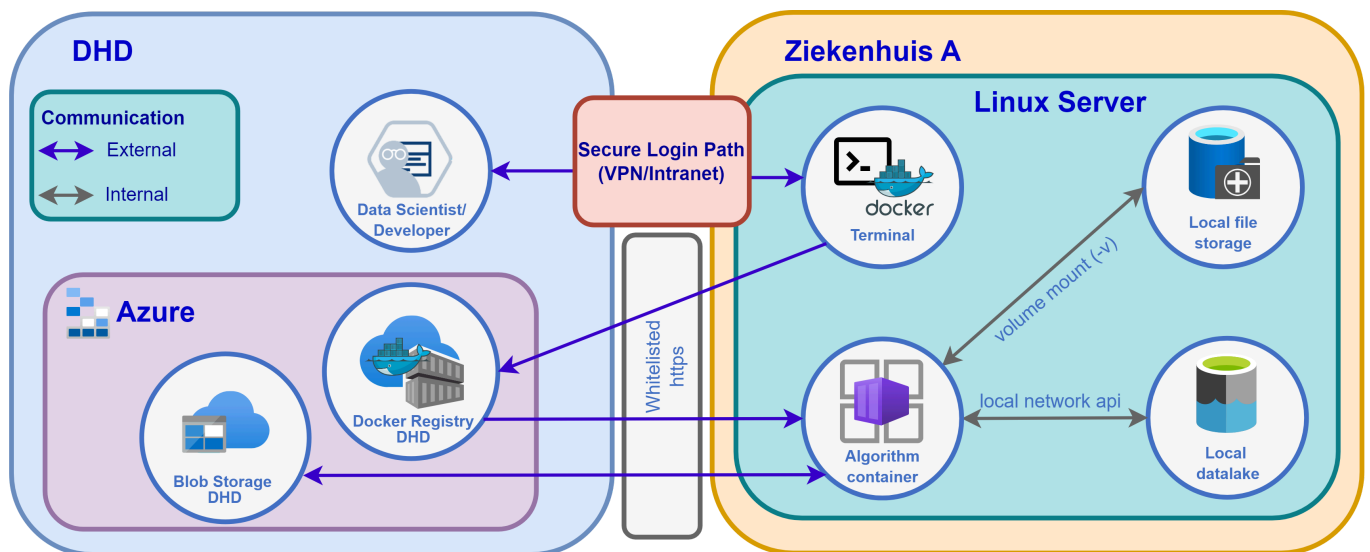 DHD
Communication
External
Internal
Data Scientist/
Developer
Azure
Docker Registry
DHD
Blob Storage
DHD
Secure Login Path
(VPN/Intranet)
Whitelisted
https
Ziekenhuis A
Linux Server
docker
Terminal
Local file
storage
volume mount (-v)
Algorithm
container
local network api
Local
datalake